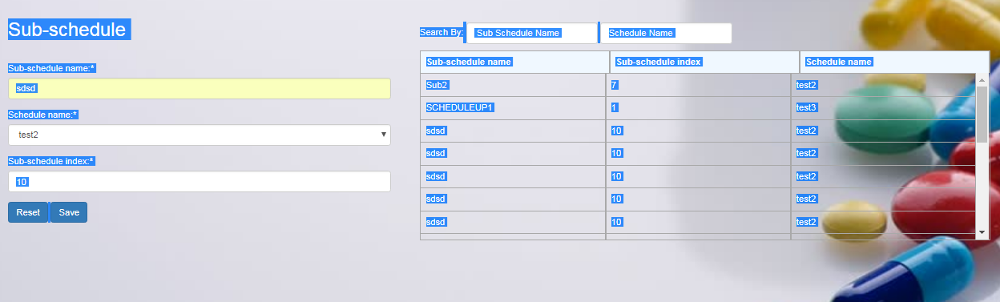 Sub-schedule
Sub-schedule name:*
sdsd
Schedule name:*
test2
Sub-schedule index:*
10
Reset Save
Search By: Sub Schedule Name Schedule Name
Sub-schedule name Sub-schedule index Schedule name
Sub2 7 test2
SCHEDULEUP1 1 test3
sdsd 10 test2
sdsd 10 test2
sdsd 10 test2
sdsd 10 test2
sdsd 10 test2